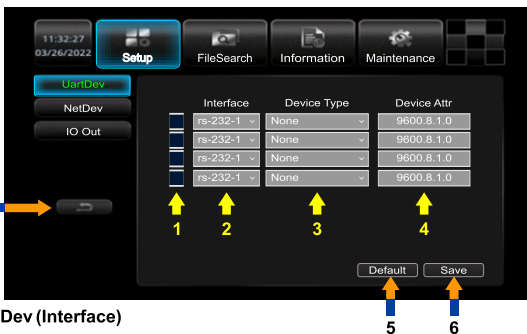 11:32:27
03/26/2022
Setup
FileSearch
Information
Maintenance
UartDev
NetDev
IO Out
Interface Device Type Device Attr
rs-232-1 None 9600.8.1.0
rs-232-1 None 9600.8.1.0
rs-232-1 None 9600.8.1.0
rs-232-1 None 9600.8.1.0
1 2 3 4
Default Save
Dev (Interface)
5 6